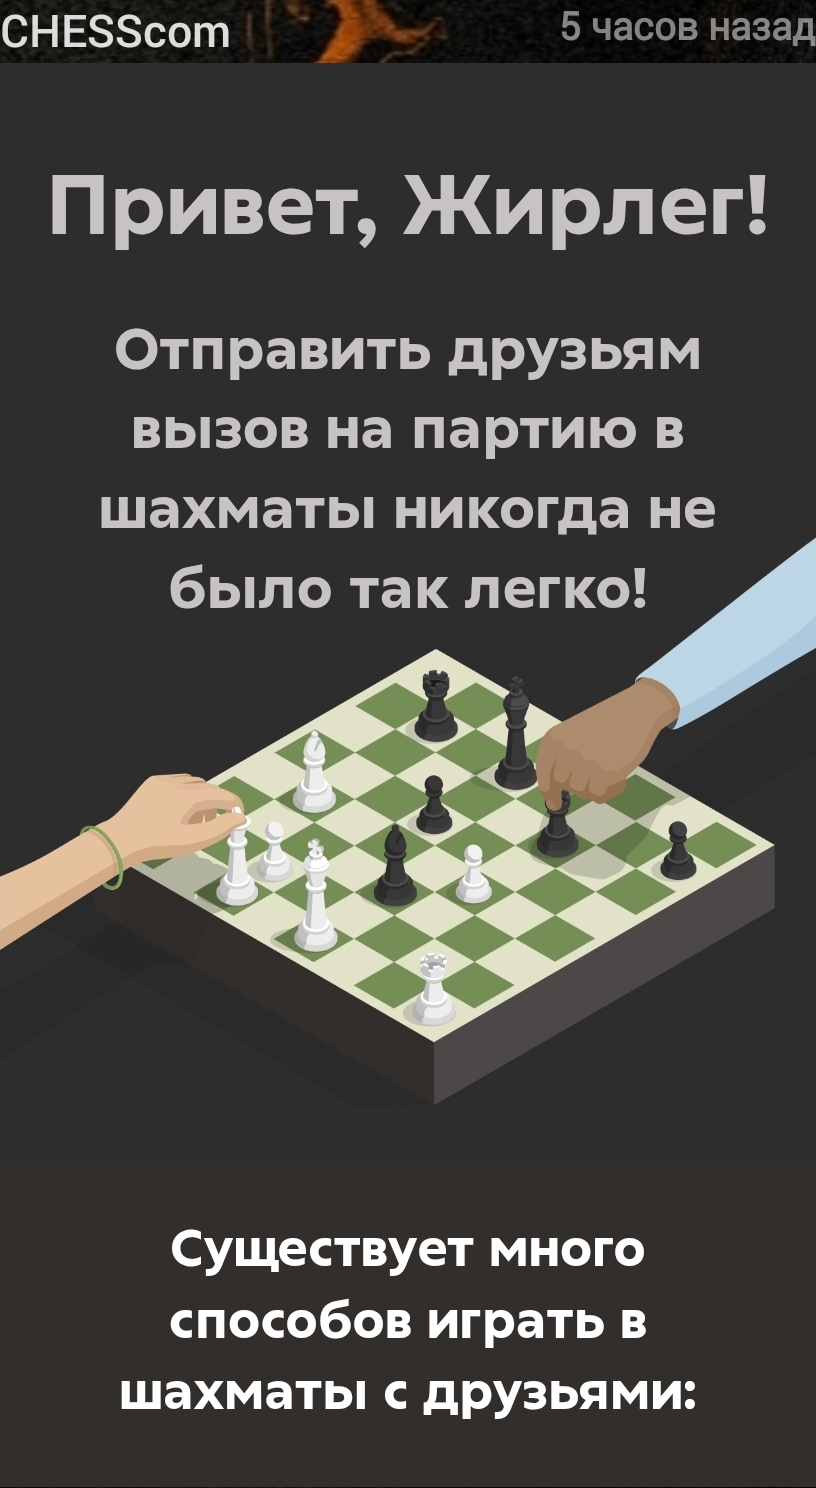 CHESScom
5 часов назад
Привет, Жирлег!
Отправить друзьям
вызов на партию в
шахматы никогда не
было так легко!
Существует много
способов играть в
шахматы с друзьями: